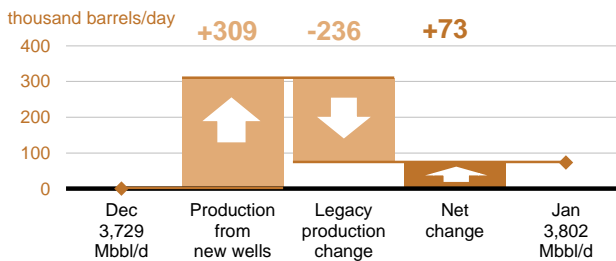 thousand barrels/day
+309 -236 +73
400
300
200
100
0
Dec
3,729
Mbbl/d
Production
from
new wells
Legacy
production
change
Net
change
Jan
3,802
Mbbl/d